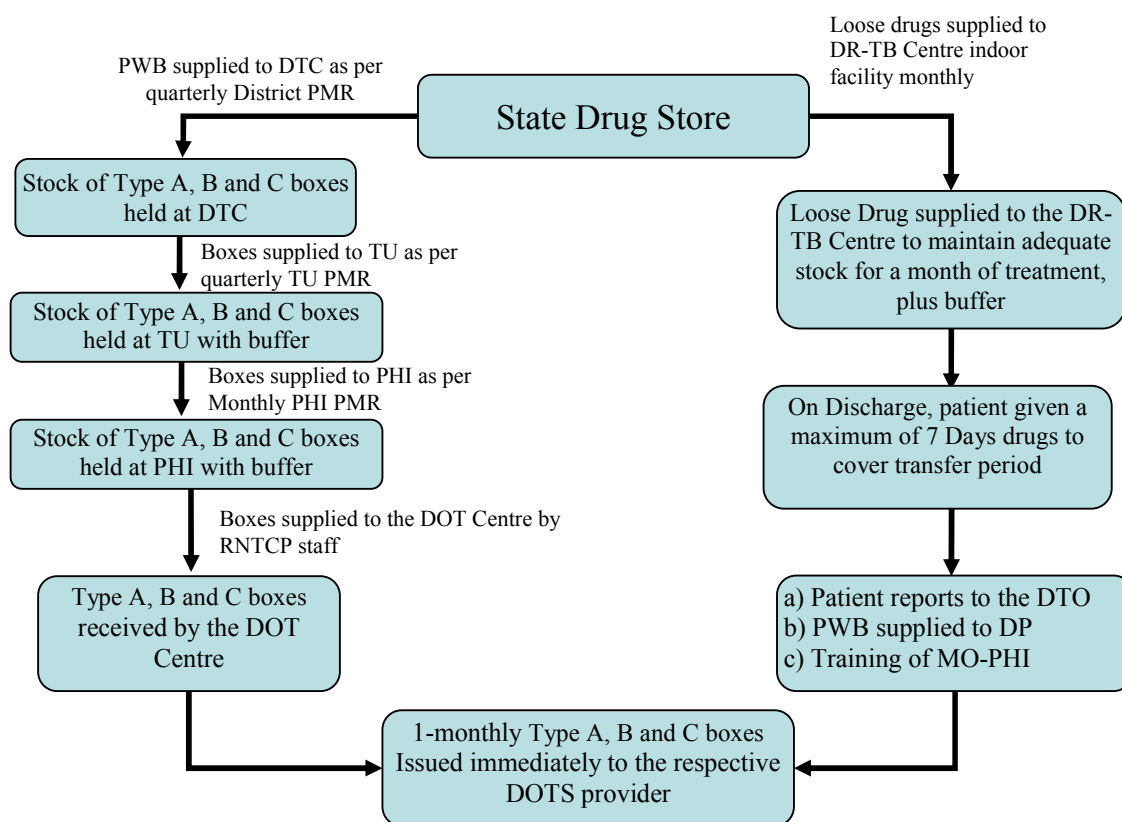 Loose drugs supplied to
DR-TB Centre indoor
facility monthly
PWB supplied to DTC as per
quarterly District PMR
State Drug Store
Stock of Type A, B and C boxes
held at DTC
Boxes supplied to TU as per
quarterly TU PMR
Stock of Type A, B and C boxes
held at TU with buffer
Boxes supplied to PHI as per
Monthly PHI PMR
Stock of Type A, B and C boxes
held at PHI with buffer
Boxes supplied to the DOT Centre by
RNTCP staff
Type A, B and C boxes
received by the DOT
Centre
Loose Drug supplied to the DR-
TB Centre to maintain adequate
stock for a month of treatment,
plus buffer
On Discharge, patient given a
maximum of 7 Days drugs to
cover transfer period
a) Patient reports to the DTO
b) PWB supplied to DP
c) Training of MO-PHI
1-monthly Type A, B and C boxes
Issued immediately to the respective
DOTS provider